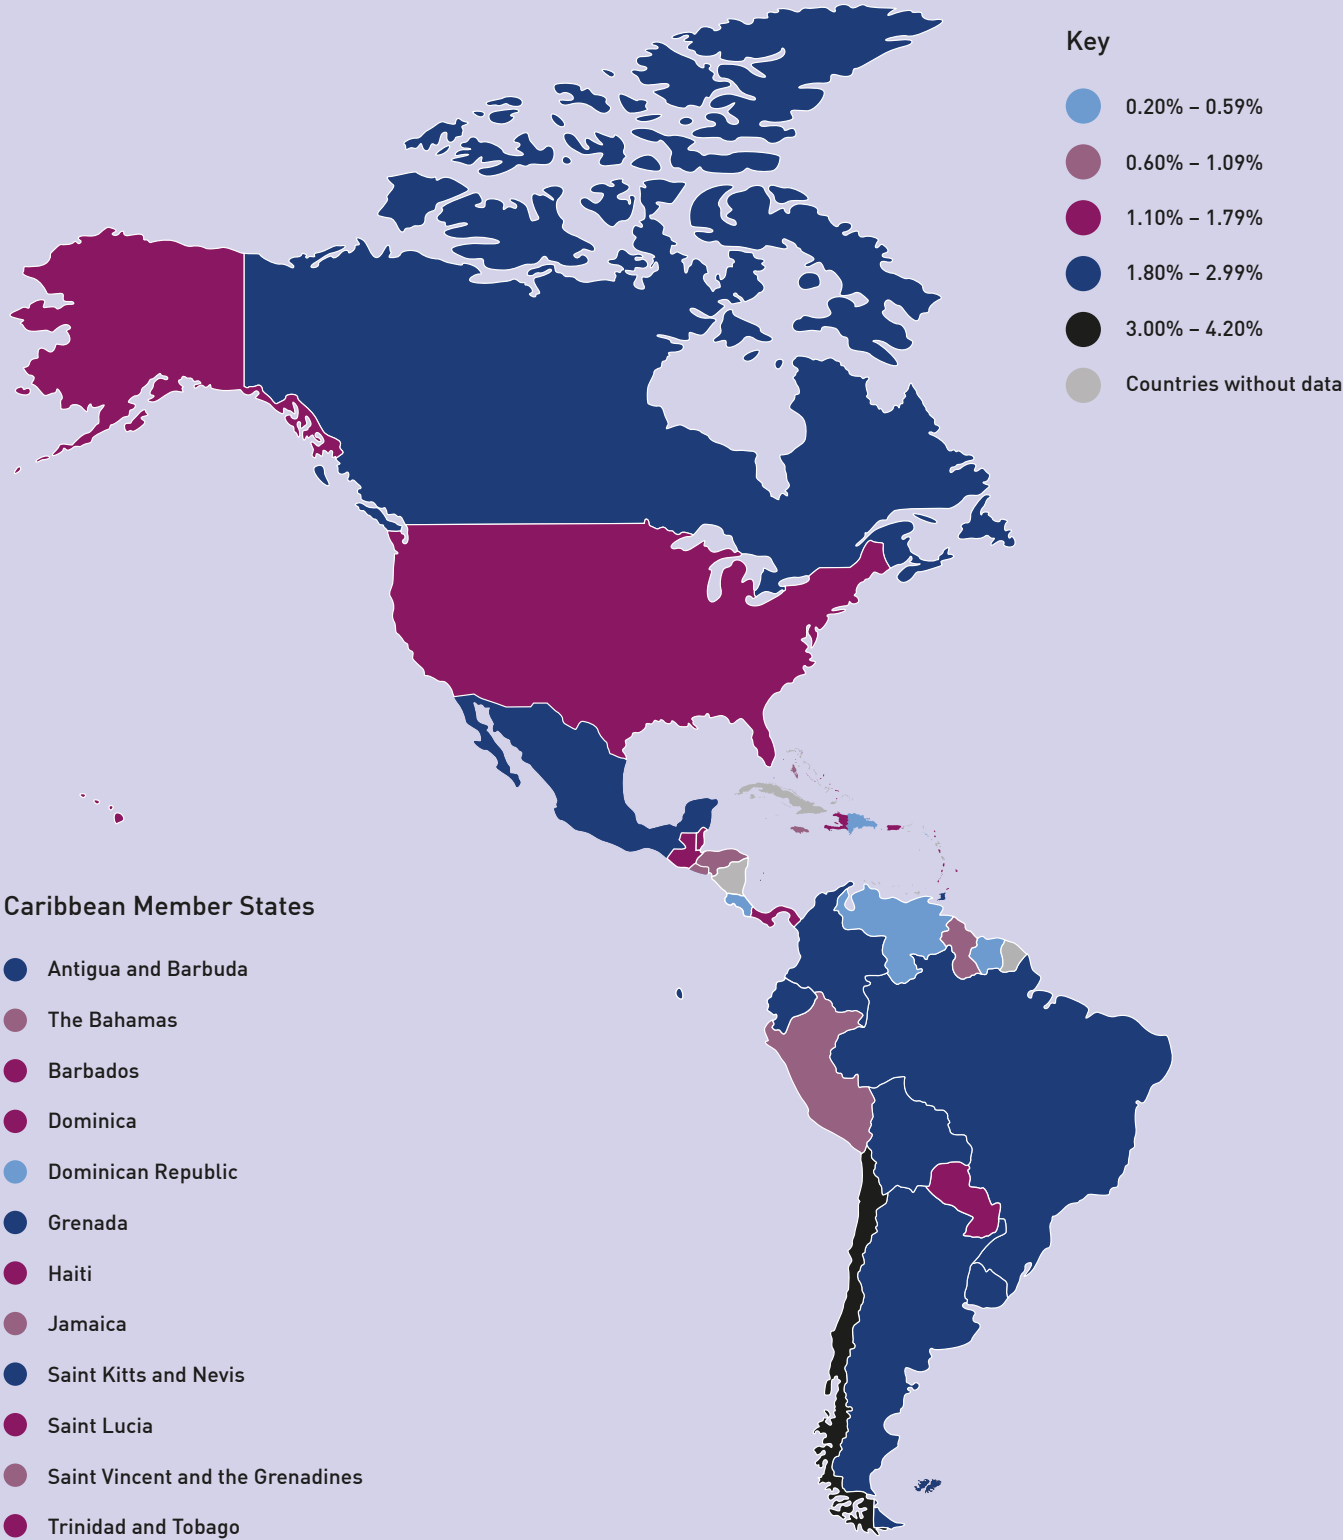 Key
0.20% – 0.59%
0.60% – 1.09%
1.10% – 1.79%
1.80% – 2.99%
3.00% – 4.20%
Countries without data
Caribbean Member States
Antigua and Barbuda
The Bahamas
Barbados
Dominica
Dominican Republic
Grenada
Haiti
Jamaica
Saint Kitts and Nevis
Saint Lucia
Saint Vincent and the Grenadines
Trinidad and Tobago